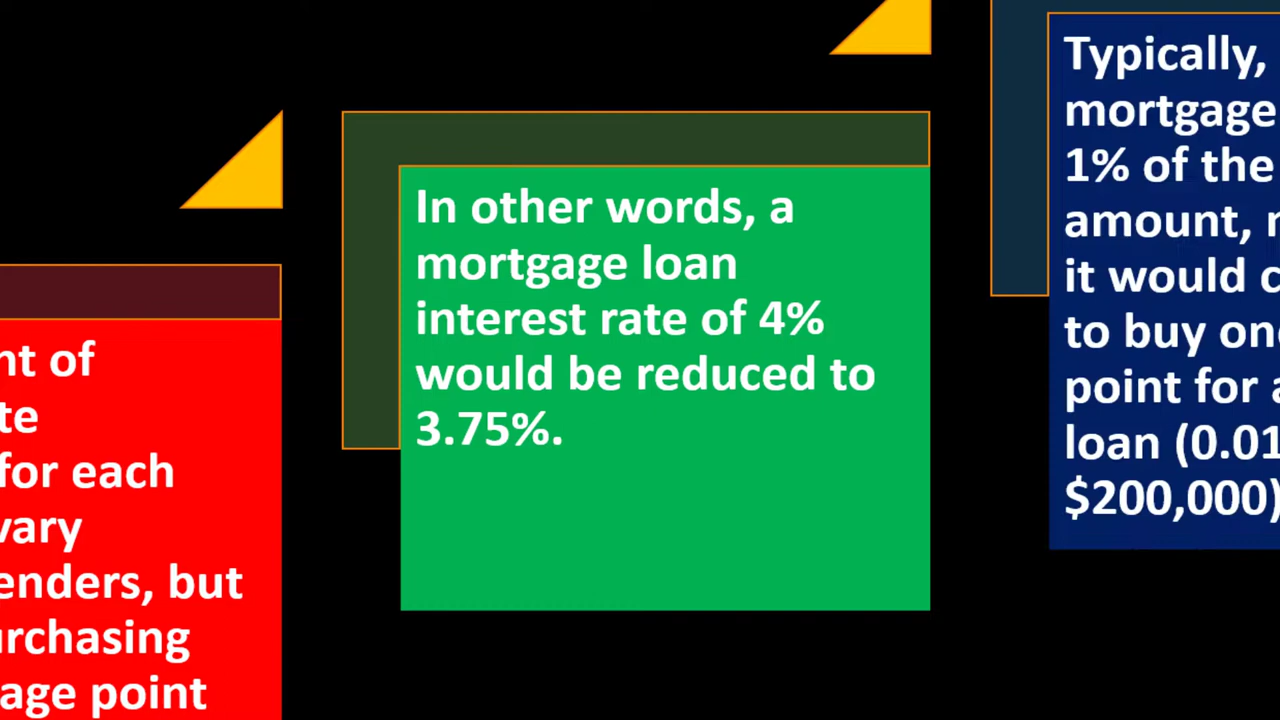 nt of
te
for each
vary
enders, but
urchasing
age point
In other words, a
mortgage loan
interest rate of 4%
would be reduced to
3.75%.
Typically,
mortgage
1% of the
amount,
it would
to buy on
point for
loan (0.01
$200,000)